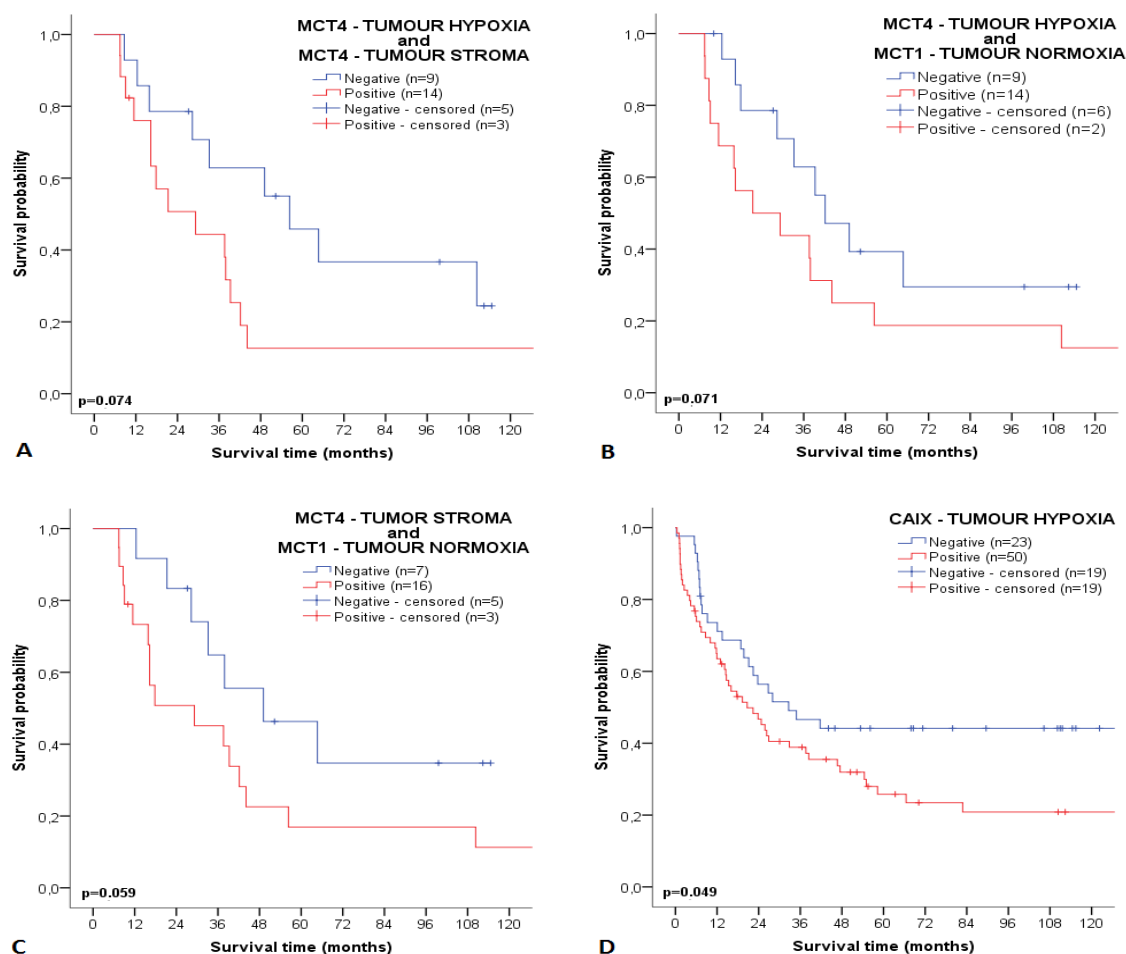 MCT4 - TUMOUR HYPOXIA
and
MCT4 - TUMOUR STROMA
Negative (n=9)
Positive (n=14)
Negative - censored (n=5)
Positive - censored (n=3)
Survival probability
1,0
0,8
0,6
0,4
0,2
0,0
p=0.074
0 12 24 36 48 60 72 84 96 108 120
Survival time (months)
A
MCT4 - TUMOUR HYPOXIA
and
MCT1 - TUMOUR NORMOXIA
Negative (n=9)
Positive (n=14)
Negative - censored (n=6)
Positive - censored (n=2)
Survival probability
1,0
0,8
0,6
0,4
0,2
0,0
p=0.071
0 12 24 36 48 60 72 84 96 108 120
Survival time (months)
B
MCT4 - TUMOR STROMA
and
MCT1 - TUMOUR NORMOXIA
Negative (n=7)
Positive (n=16)
Negative - censored (n=5)
Positive - censored (n=3)
Survival probability
1,0
0,8
0,6
0,4
0,2
0,0
p=0.059
0 12 24 36 48 60 72 84 96 108 120
Survival time (months)
C
CAIX - TUMOUR HYPOXIA
Negative (n=23)
Positive (n=50)
Negative - censored (n=19)
Positive - censored (n=19)
Survival probability
1,0
0,8
0,6
0,4
0,2
0,0
p=0.049
0 12 24 36 48 60 72 84 96 108 120
Survival time (months)
D